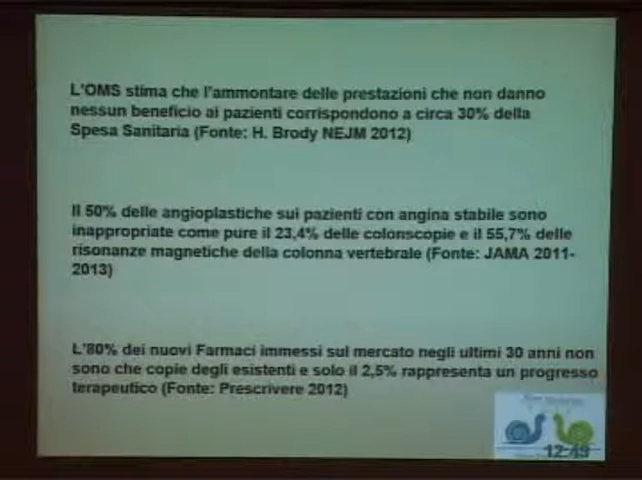 L'OMS stima che l'ammontare delle prestazioni che non danno
nessun beneficio ai pazienti corrispondono a circa 30% della
Spesa Sanitaria (Fonte: H. Brody NEJM 2012)
Il 50% delle angioplastiche sui pazienti con angina stabile sono
inappropriate come pure il 23,4% delle colonscopie e il 55,7% delle
risonanze magnetiche della colonna vertebrale (Fonte: JAMA 2011-
2013)
L'80% dei nuovi Farmaci immessi sul mercato negli ultimi 30 anni non
sono che copie degli esistenti e solo il 2,5% rappresenta un progresso
terapeutico (Fonte: Prescrivere 2012)
12:49